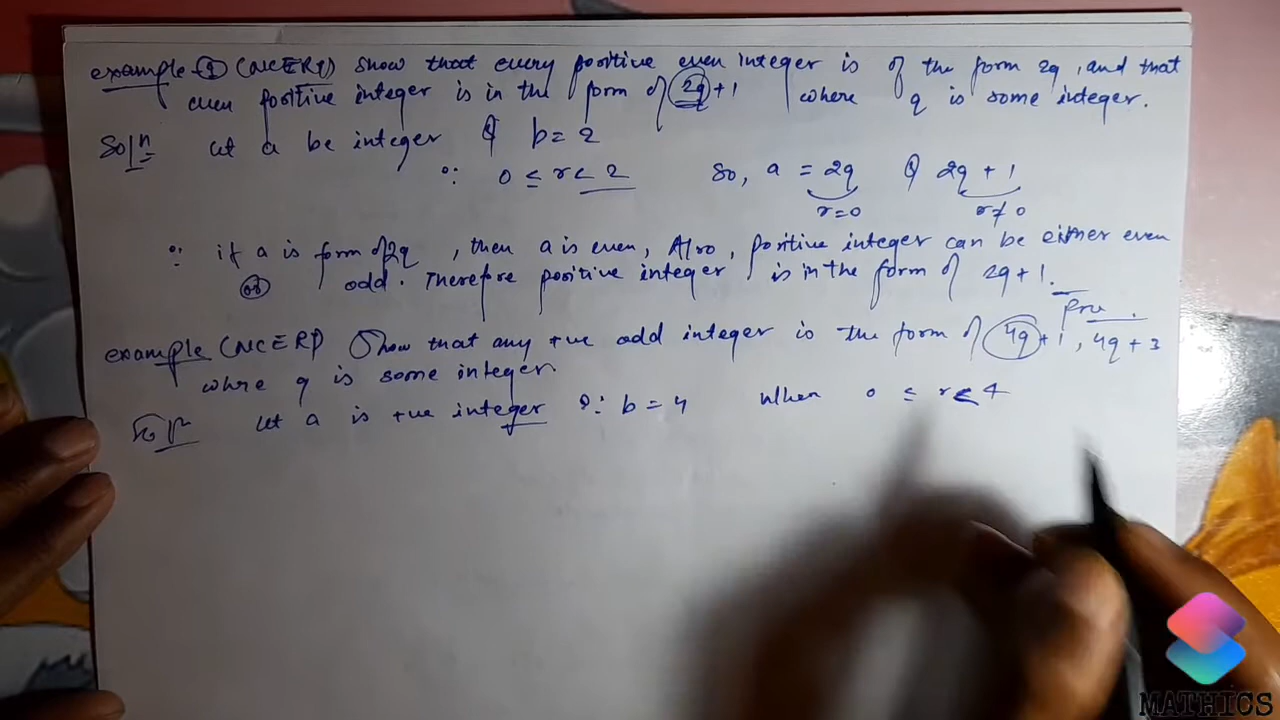 example ① (NCERT) show that every positive even integer is of the form 2q, and that
even positive integer is in the form of 2q + 1 where q is some integer.
Sol|n let a be integer & b = 2
∵ 0 ≤ r < 2 So, a = 2q & 2q + 1
r=0 r≠0
∵ if a is form of 2q, then a is even, Also, positive integer can be either even
or odd. Therefore positive integer is in the form of 2q + 1.
example (NCERT) Show that any +ve odd integer is the form of 4q + 1, 4q + 3
where q is some integer.
let a is +ve integer ∵ b = 4 when 0 ≤ r < 4
MATHICS